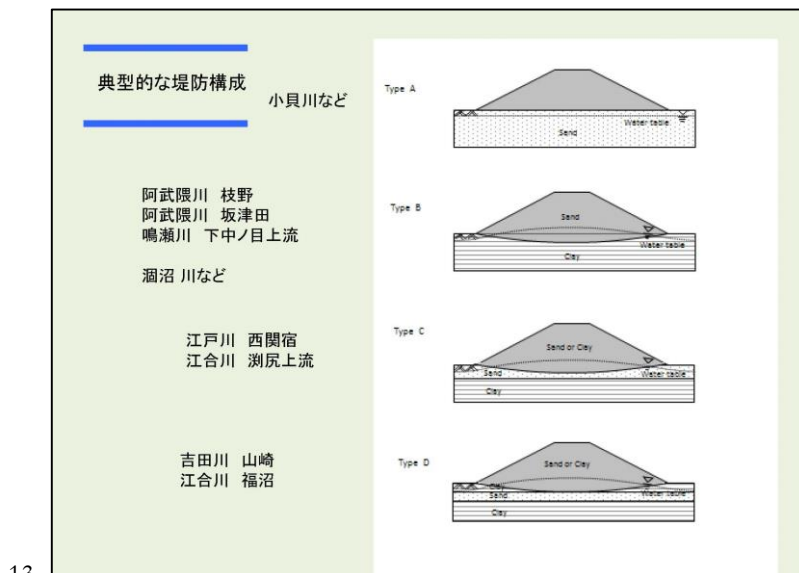 典型的な堤防構成
小貝川など
阿武隈川 枝野
阿武隈川 坂津田
鳴瀬川 下中ノ目上流
涸沼 川など
江戸川 西関宿
江合川 渕尻上流
吉田川 山崎
江合川 福沼
Type A
Water table
Sand
Type B
Sand
Water table
Clay
Type C
Sand or Clay
Sand
Water table
Clay
Type D
Sand or Clay
Clay
Water table
Sand
Clay
13